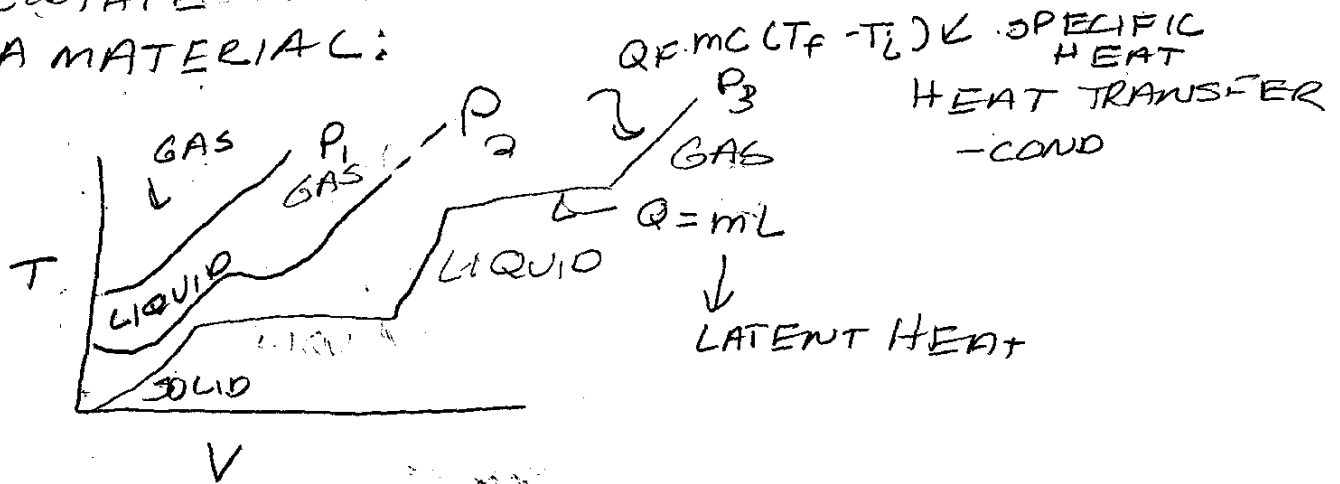 A MATERIAL:
QF.mC(Tf - Ti) ↙ SPECIFIC
HEAT
HEAT TRANSFER
-COND
GAS
P1
GAS
P2
P3
GAS
Q = mL
LATENT HEAT
T
LIQUID
LIQUID
SOLID
V